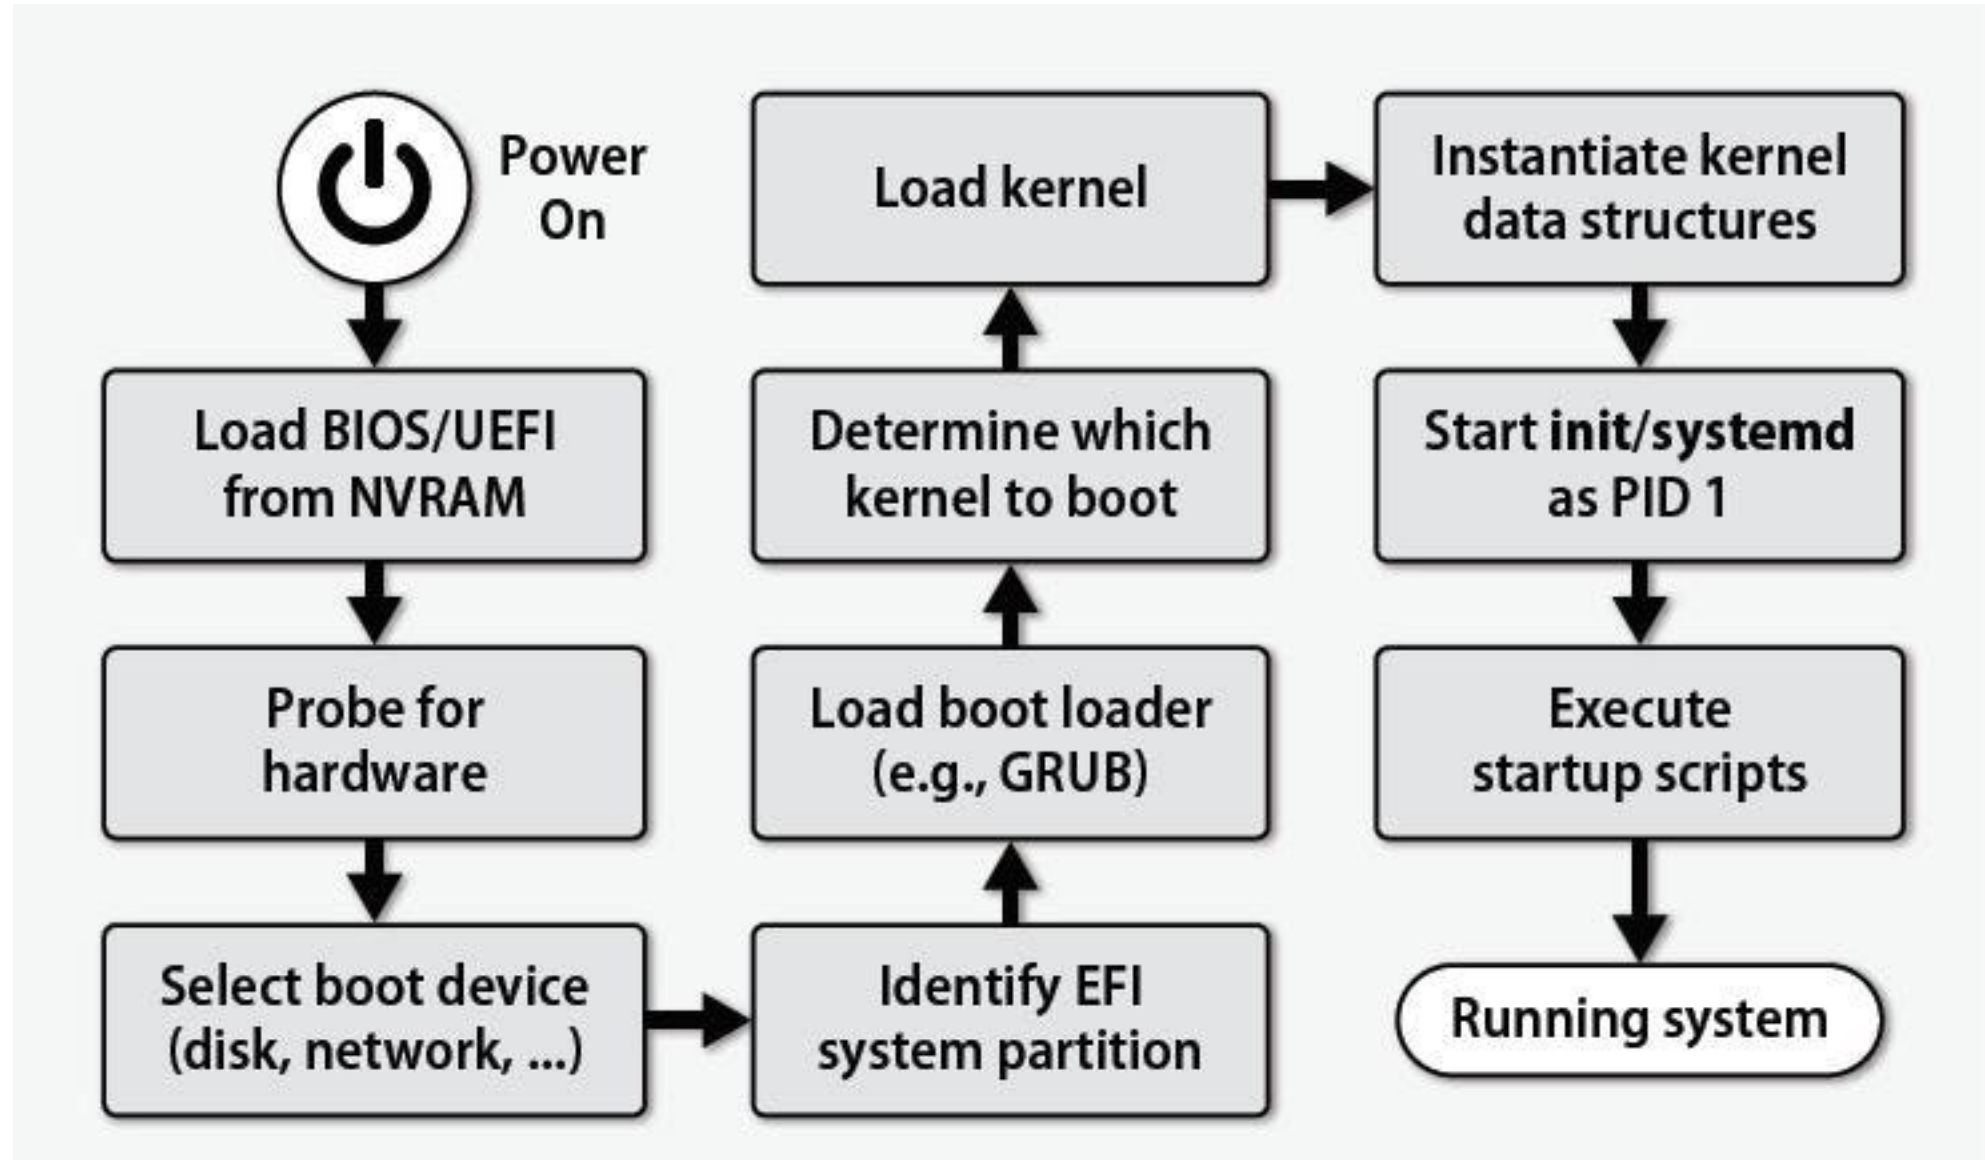 Power
On
Load BIOS/UEFI
from NVRAM
Probe for
hardware
Select boot device
(disk, network, ...)
Identify EFI
system partition
Load boot loader
(e.g., GRUB)
Determine which
kernel to boot
Load kernel
Instantiate kernel
data structures
Start init/systemd
as PID 1
Execute
startup scripts
Running system